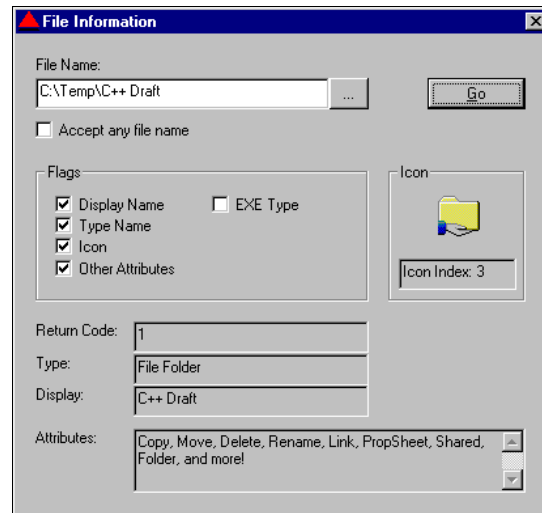 File Information
File Name:
C:\Temp\C++ Draft
...
Go
Accept any file name
Flags
Display Name
EXE Type
Type Name
Icon
Other Attributes
Icon
Icon Index: 3
Return Code:
1
Type:
File Folder
Display:
C++ Draft
Attributes:
Copy, Move, Delete, Rename, Link, PropSheet, Shared,
Folder, and more!